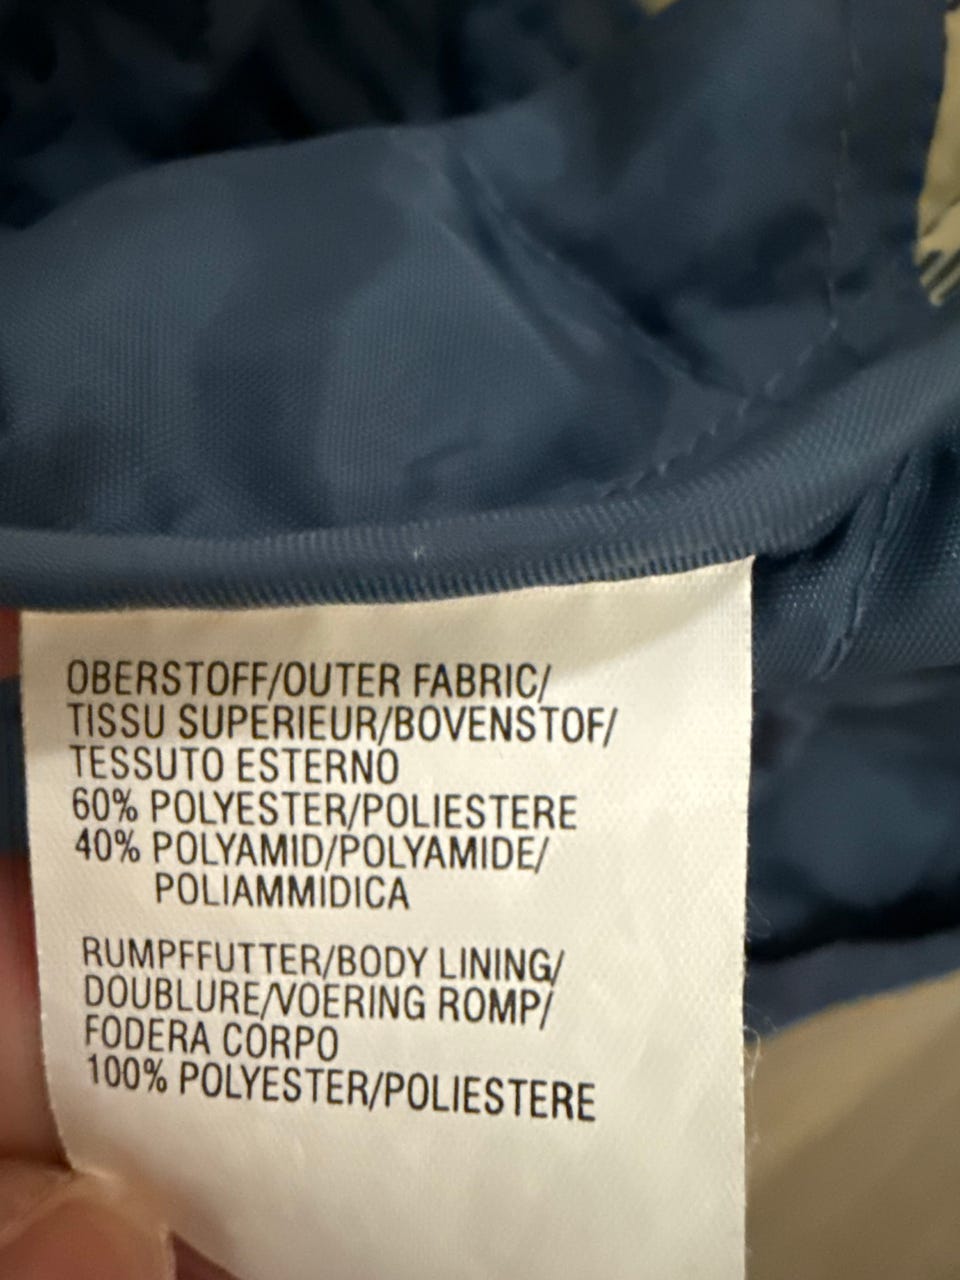 OBERSTOFF/OUTER FABRIC/
TISSU SUPERIEUR/BOVENSTOF/
TESSUTO ESTERNO
60% POLYESTER/POLIESTERE
40% POLYAMID/POLYAMIDE/
POLIAMMIDICA
RUMPFFUTTER/BODY LINING/
DOUBLURE/VOERING ROMP/
FODERA CORPO
100% POLYESTER/POLIESTERE